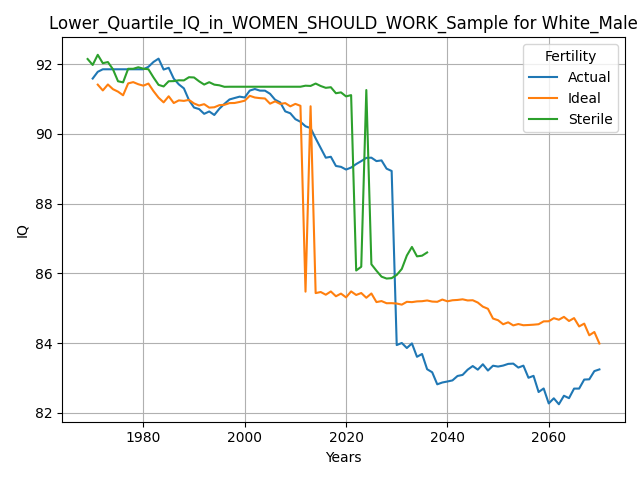 Lower_Quartile_IQ_in_WOMEN_SHOULD_WORK_Sample for White_Male
Fertility
Actual
Ideal
Sterile
IQ
92
90
88
86
84
82
1980
2000
2020
2040
2060
Years